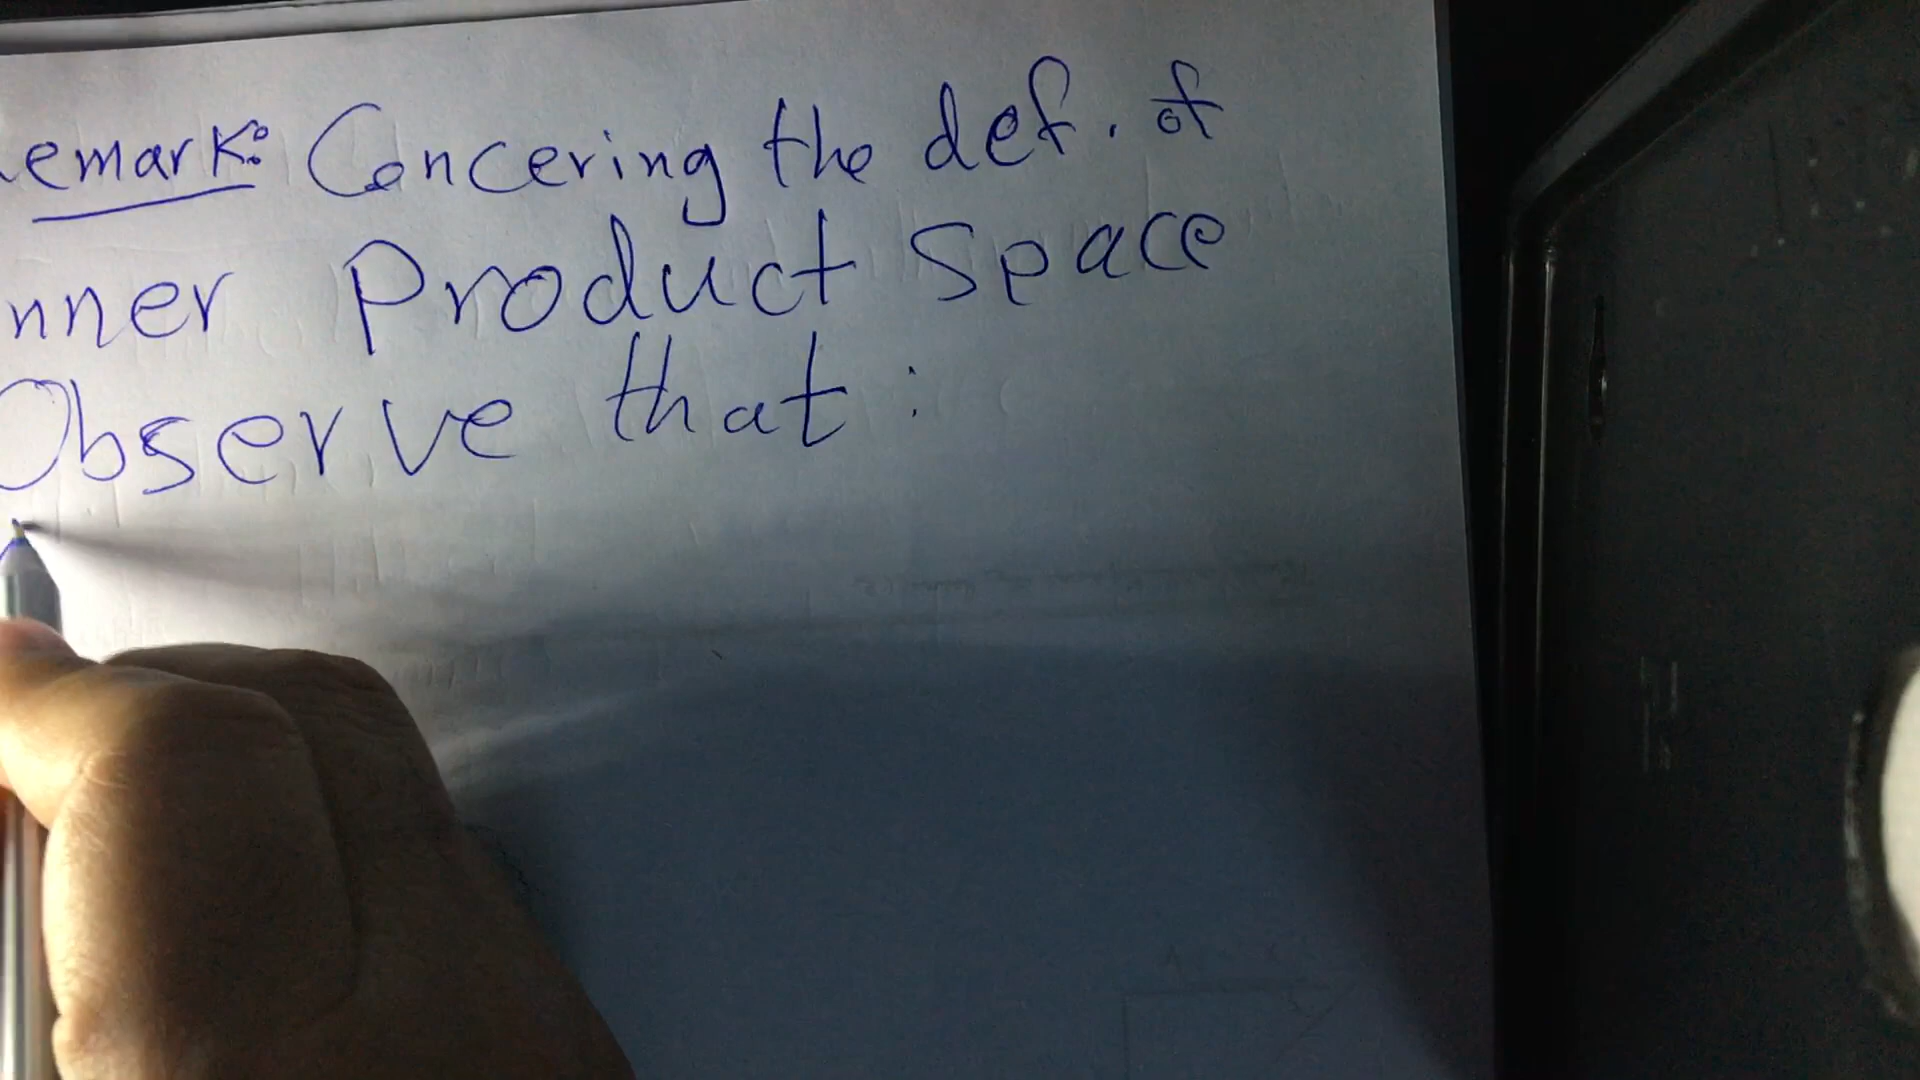 emark: Concering the def. of
nner Product Space
Observe that :